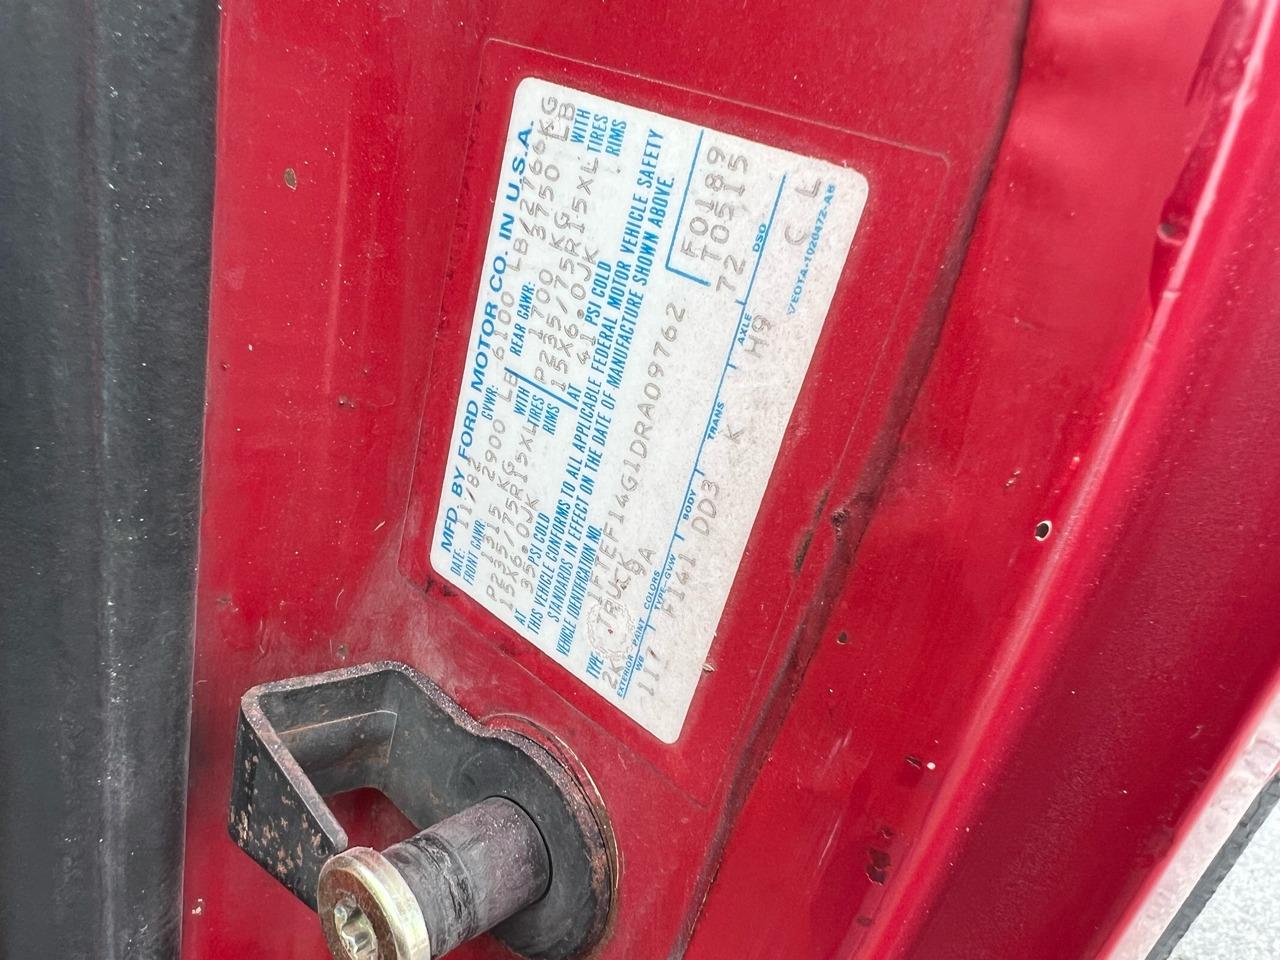 MFD. BY FORD MOTOR CO. IN U.S.A.
DATE: 11/82 GVWR: 6100 LB/2766KG
FRONT GAWR: 2900 LB REAR GAWR: 3750 LB
1315 KG WITH 1700 KG WITH
P235/75R15XL TIRES P235/75R15XL TIRES
15X6.0JK RIMS 15X6.0JK RIMS
AT 35 PSI COLD AT 41 PSI COLD
THIS VEHICLE CONFORMS TO ALL APPLICABLE FEDERAL MOTOR VEHICLE SAFETY
STANDARDS IN EFFECT ON THE DATE OF MANUFACTURE SHOWN ABOVE.
VEHICLE IDENTIFICATION NO.
1FTEF14G1DRA09762
TYPE: TRUCK F0189
2K 9A T0515
EXTERIOR PAINT COLORS 72 DSO
WB TYPE-GVW BODY TRANS AXLE
117 F141 DD3 K H9 C L
VEOTA-1020472-AB